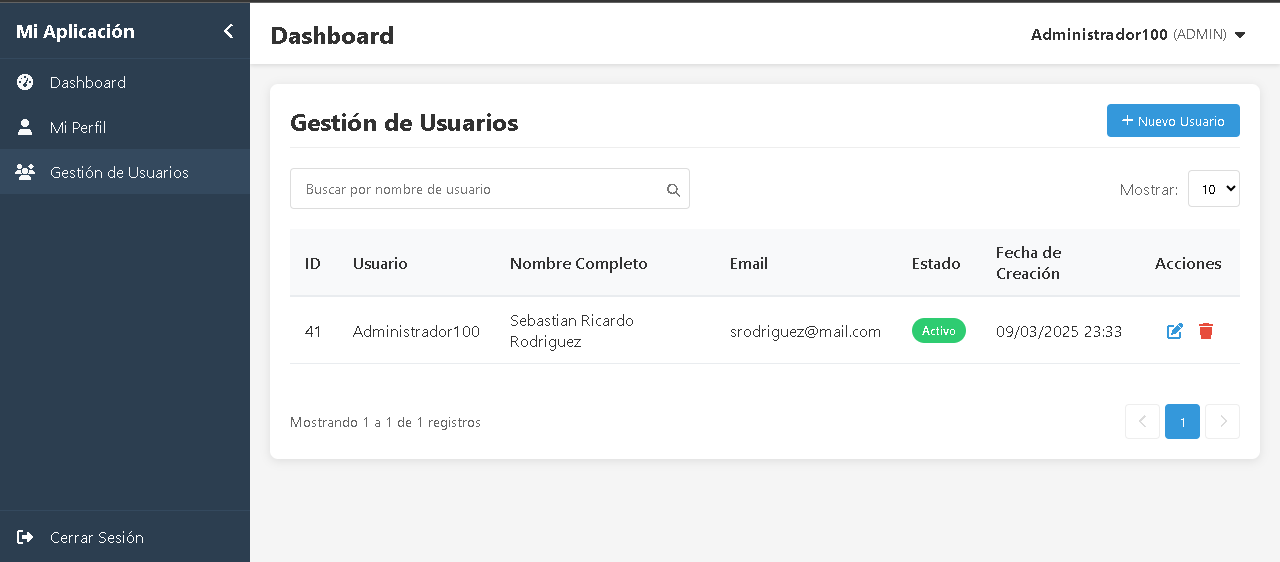 Mi Aplicación
Dashboard
Mi Perfil
Gestión de Usuarios
Cerrar Sesión
Dashboard
Administrador100 (ADMIN)
Gestión de Usuarios
+ Nuevo Usuario
Buscar por nombre de usuario
Mostrar: 10
ID Usuario Nombre Completo Email Estado Fecha de Creación Acciones
41 Administrador100 Sebastian Ricardo Rodriguez srodriguez@mail.com Activo 09/03/2025 23:33
Mostrando 1 a 1 de 1 registros
1